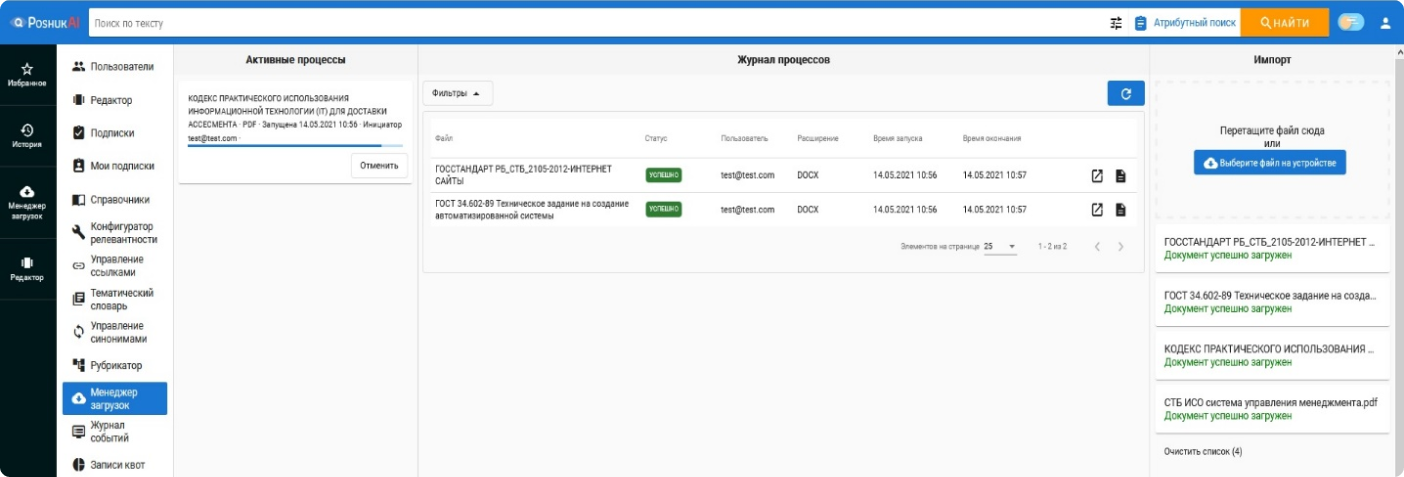 POSHUKAI
Поиск по тексту
Атрибутный поиск
НАЙТИ
Избранное
История
Менеджер
загрузок
Редактор
Пользователи
Редактор
Подписки
Мои подписки
Справочники
Конфигуратор
релевантности
Управление
ссылками
Тематический
словарь
Управление
синонимами
Рубрикатор
Менеджер
загрузок
Журнал
событий
Записи квот
Активные процессы
КОДЕКС ПРАКТИЧЕСКОГО ИСПОЛЬЗОВАНИЯ
ИНФОРМАЦИОННОЙ ТЕХНОЛОГИИ (IT) ДЛЯ ДОСТАВКИ
АССЕСМЕНТА · PDF · Запущена 14.05.2021 10:56 · Инициатор
test@test.com ·
Отменить
Журнал процессов
Фильтры
Файл Статус Пользователь Расширение Время запуска Время окончания
ГОССТАНДАРТ РБ_СТБ_2105-2012-ИНТЕРНЕТ
САЙТЫ
УСПЕШНО test@test.com DOCX 14.05.2021 10:56 14.05.2021 10:57
ГОСТ 34.602-89 Техническое задание на создание
автоматизированной системы
УСПЕШНО test@test.com DOCX 14.05.2021 10:56 14.05.2021 10:57
Элементов на странице 25 1 - 2 из 2
Импорт
Перетащите файл сюда
или
Выберите файл на устройстве
ГОССТАНДАРТ РБ_СТБ_2105-2012-ИНТЕРНЕТ ...
Документ успешно загружен
ГОСТ 34.602-89 Техническое задание на созда...
Документ успешно загружен
КОДЕКС ПРАКТИЧЕСКОГО ИСПОЛЬЗОВАНИЯ ...
Документ успешно загружен
СТБ ИСО система управления менеджмента.pdf
Документ успешно загружен
Очистить список (4)